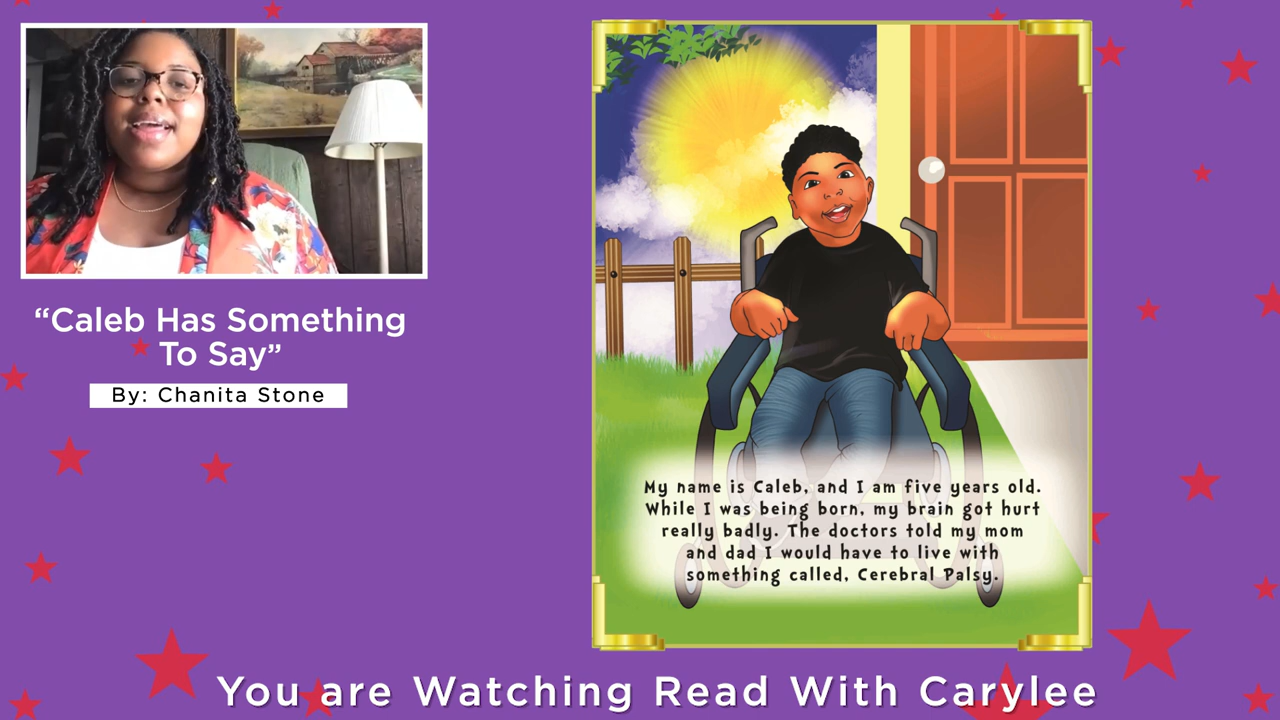 “Caleb Has Something
To Say”
By: Chanita Stone
My name is Caleb, and I am five years old.
While I was being born, my brain got hurt
really badly. The doctors told my mom
and dad I would have to live with
something called, Cerebral Palsy.
You are Watching Read With Carylee